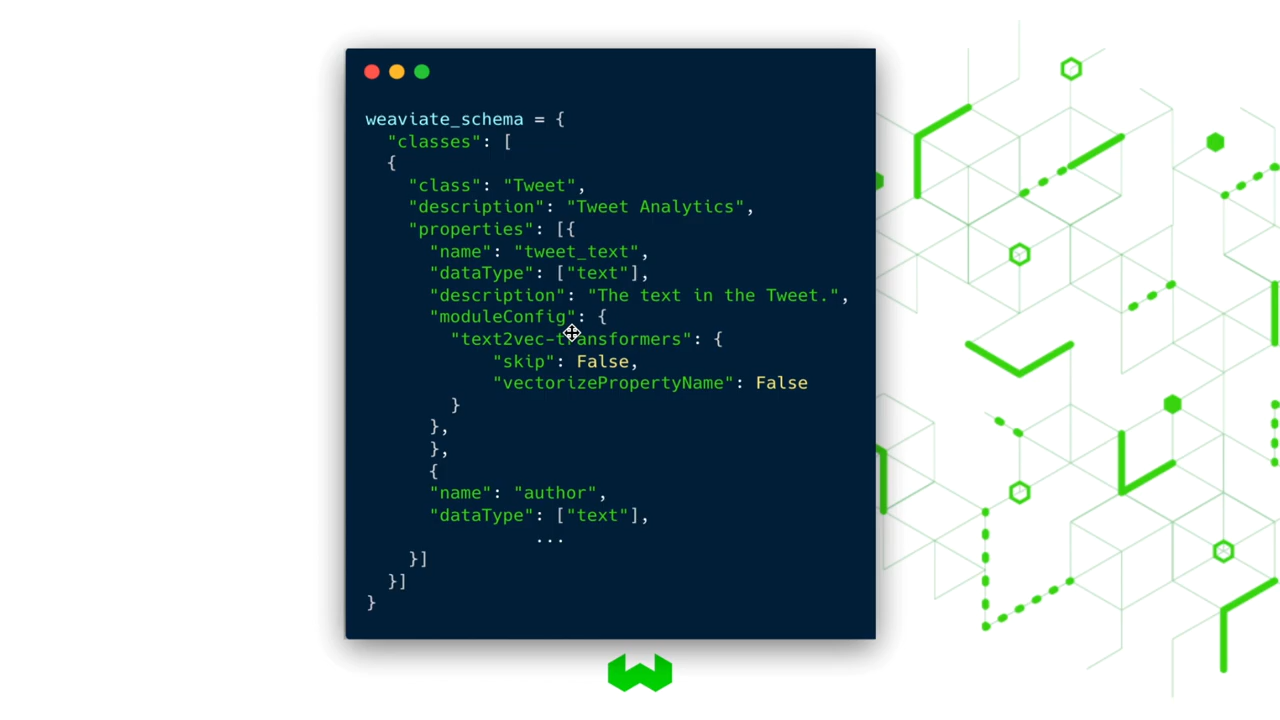 weaviate_schema = {
"classes": [
{
"class": "Tweet",
"description": "Tweet Analytics",
"properties": [{
"name": "tweet_text",
"dataType": ["text"],
"description": "The text in the Tweet.",
"moduleConfig": {
"text2vec-transformers": {
"skip": False,
"vectorizePropertyName": False
}
},
},
{
"name": "author",
"dataType": ["text"],
...
}]
}]
}